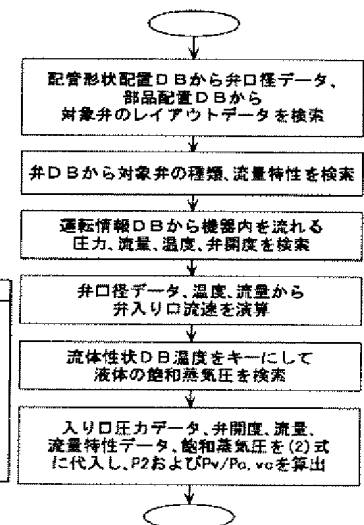 配管形状配置DBから弁口径データ、
部品配置DBから
対象弁のレイアウトデータを検索
弁DBから対象弁の種類、流量特性を検索
運転情報DBから機器内を流れる
圧力、流量、温度、弁開度を検索
弁口径データ、温度、流量から
弁入り口流速を演算
流体性状DB温度をキーにして
液体の飽和蒸気圧を検索
入り口圧力データ、弁開度、流量、
流量特性データ、飽和蒸気圧を(2)式
に代入し、P2およびPv/Pc,vcを算出